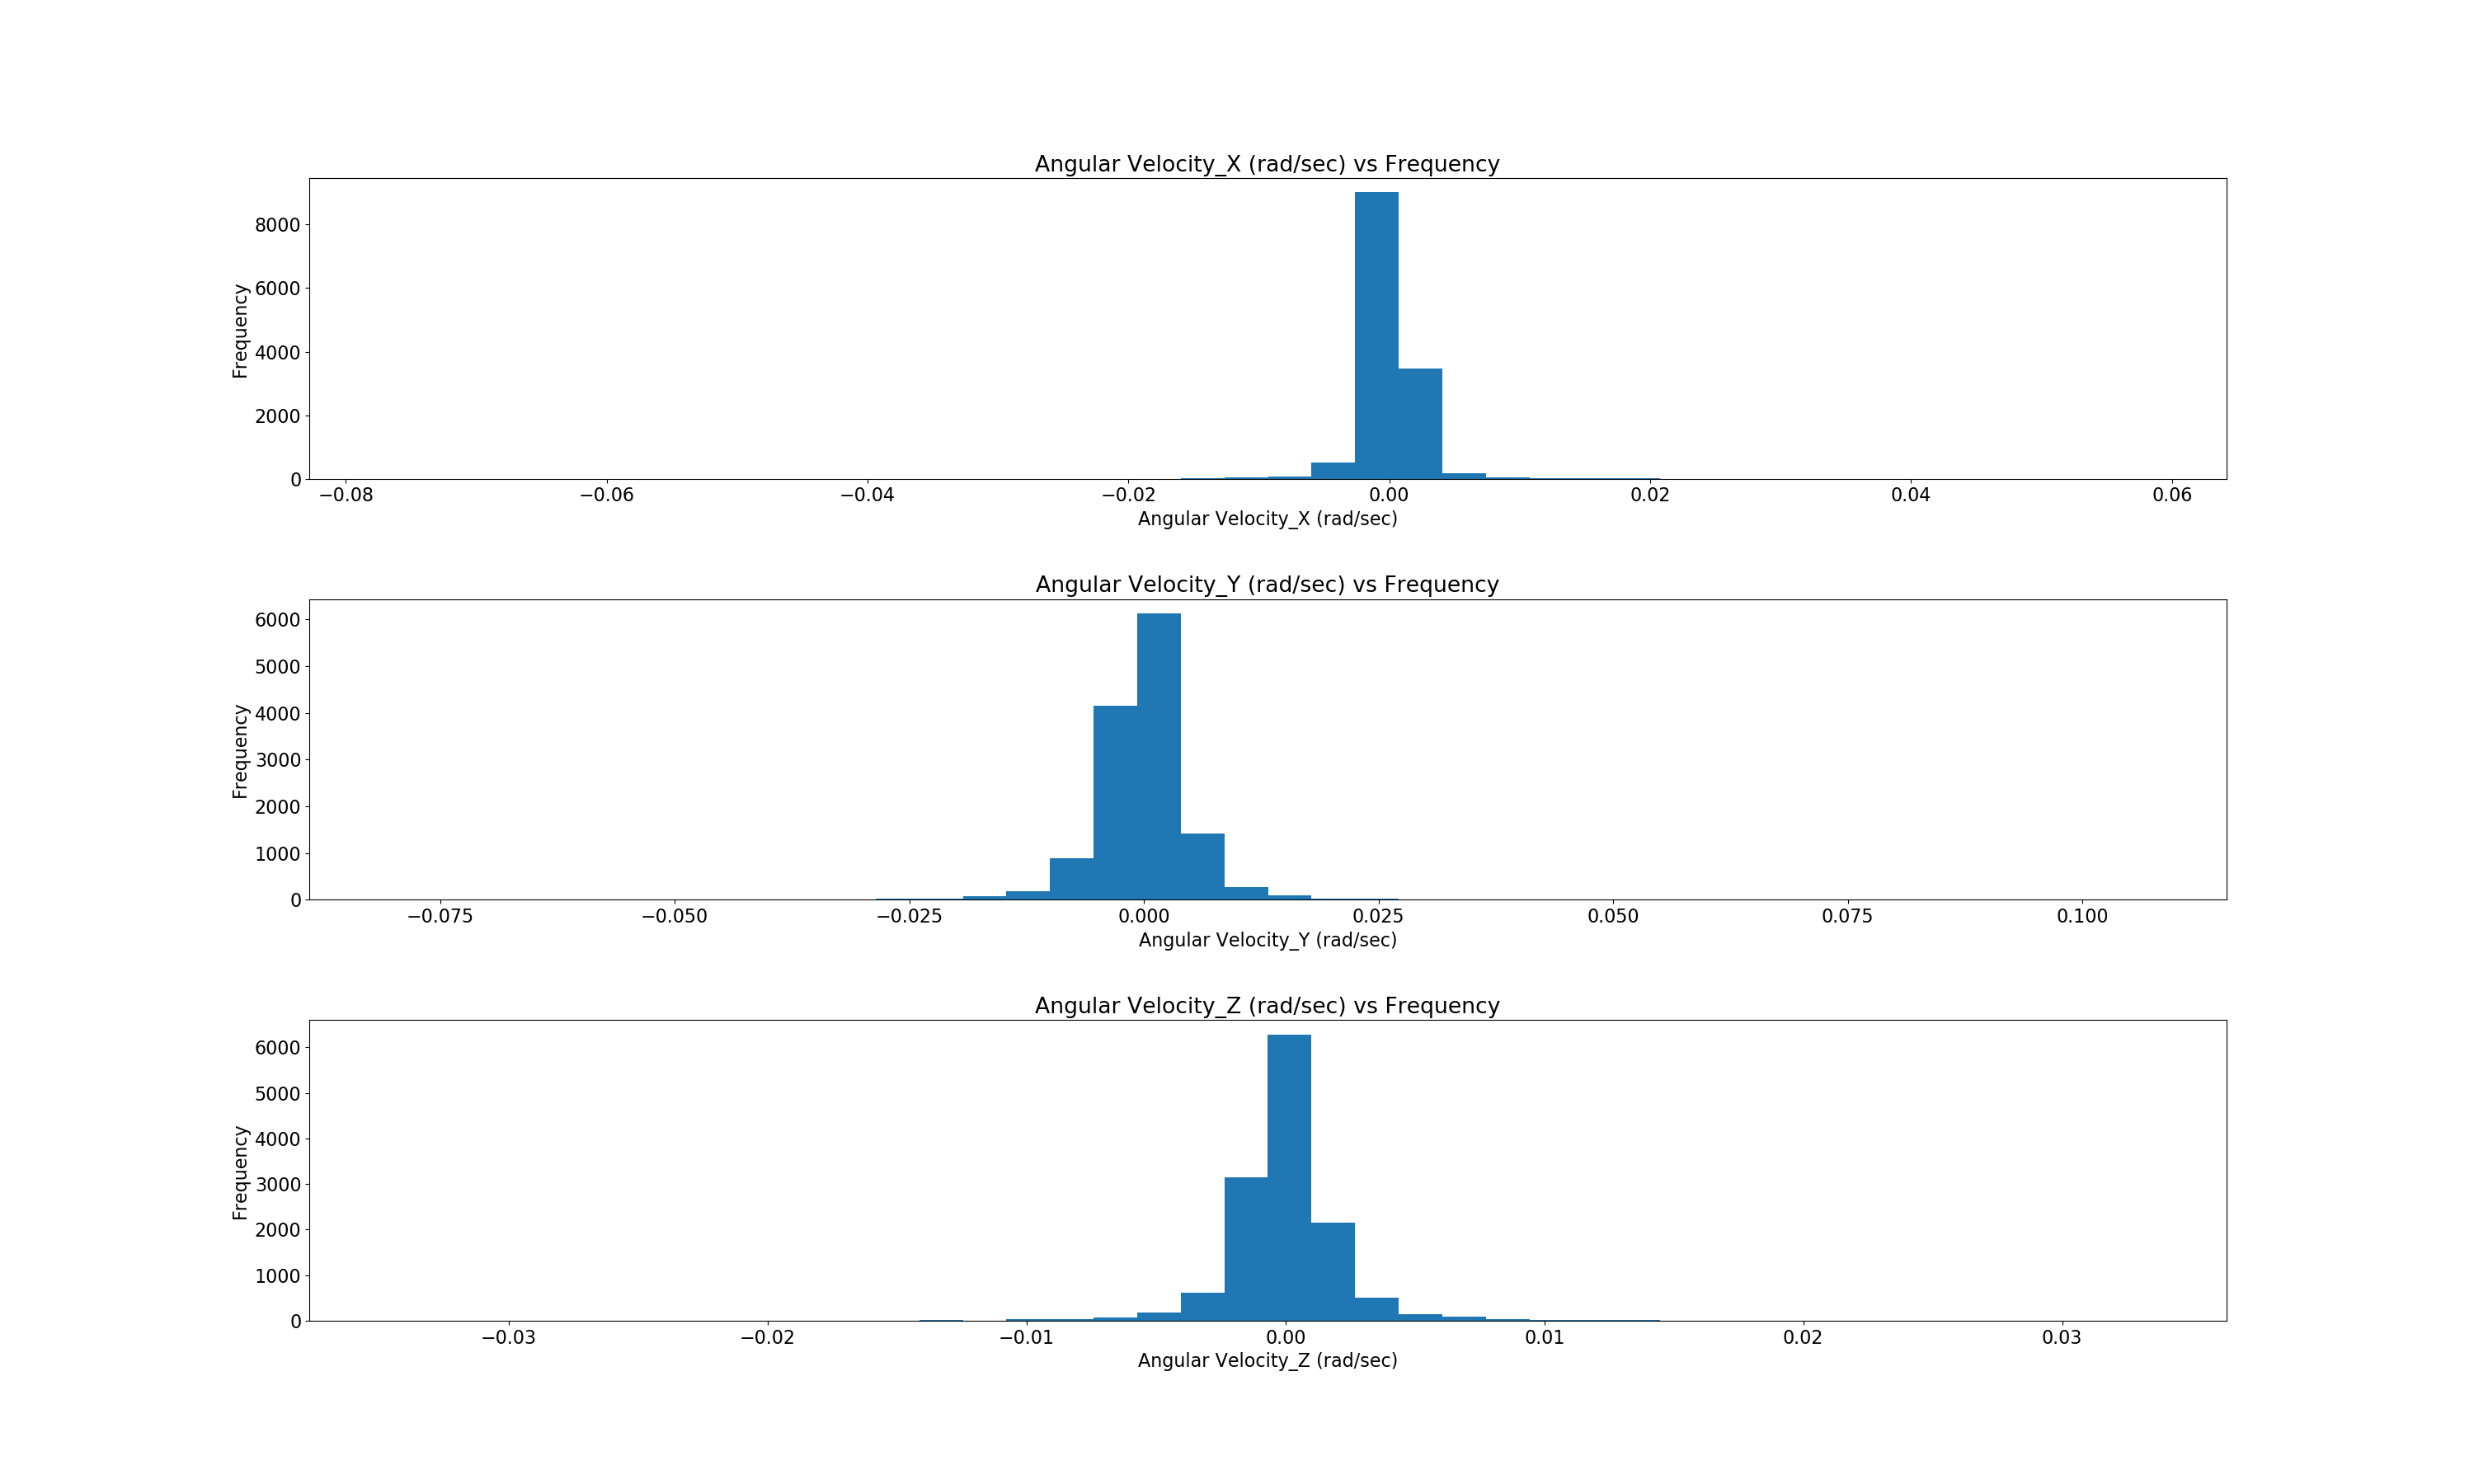 Angular Velocity_X (rad/sec) vs Frequency
Frequency
8000
6000
4000
2000
0
−0.08 −0.06 −0.04 −0.02 0.00 0.02 0.04 0.06
Angular Velocity_X (rad/sec)
Angular Velocity_Y (rad/sec) vs Frequency
Frequency
6000
5000
4000
3000
2000
1000
0
−0.075 −0.050 −0.025 0.000 0.025 0.050 0.075 0.100
Angular Velocity_Y (rad/sec)
Angular Velocity_Z (rad/sec) vs Frequency
Frequency
6000
5000
4000
3000
2000
1000
0
−0.03 −0.02 −0.01 0.00 0.01 0.02 0.03
Angular Velocity_Z (rad/sec)